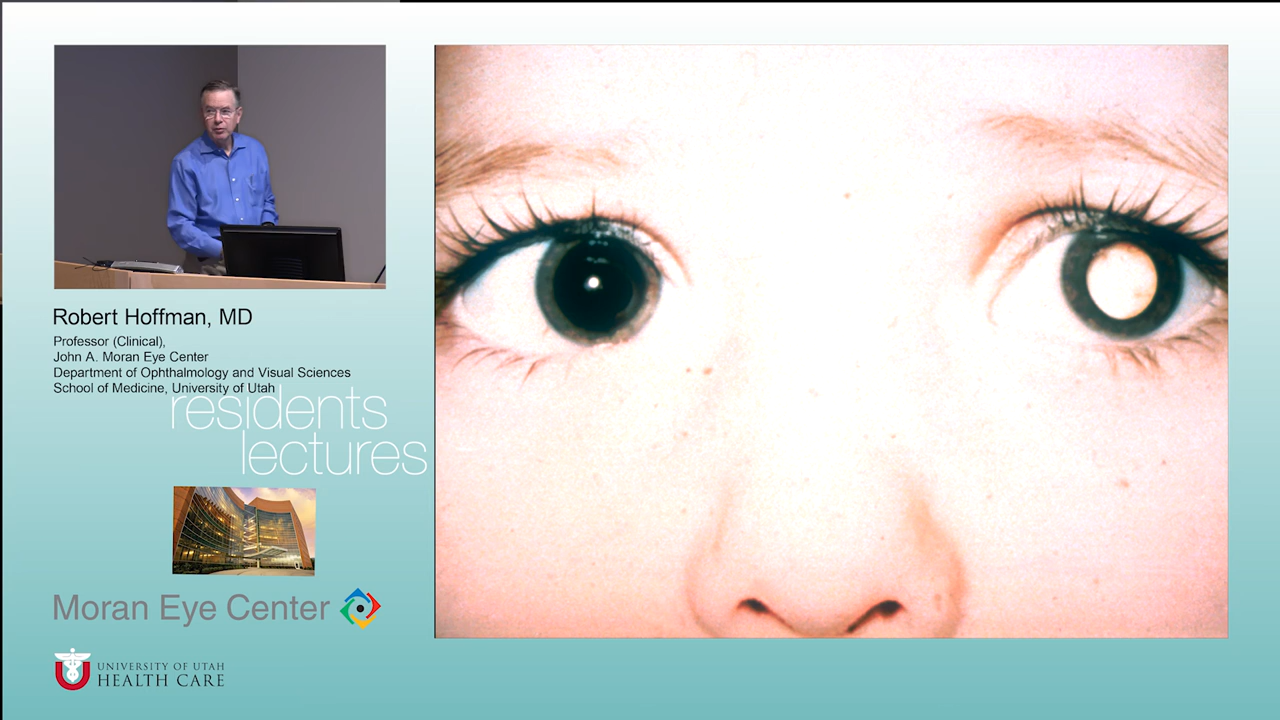 Robert Hoffman, MD
Professor (Clinical),
John A. Moran Eye Center
Department of Ophthalmology and Visual Sciences
School of Medicine, University of Utah
residents
lectures
Moran Eye Center
UNIVERSITY OF UTAH
HEALTH CARE